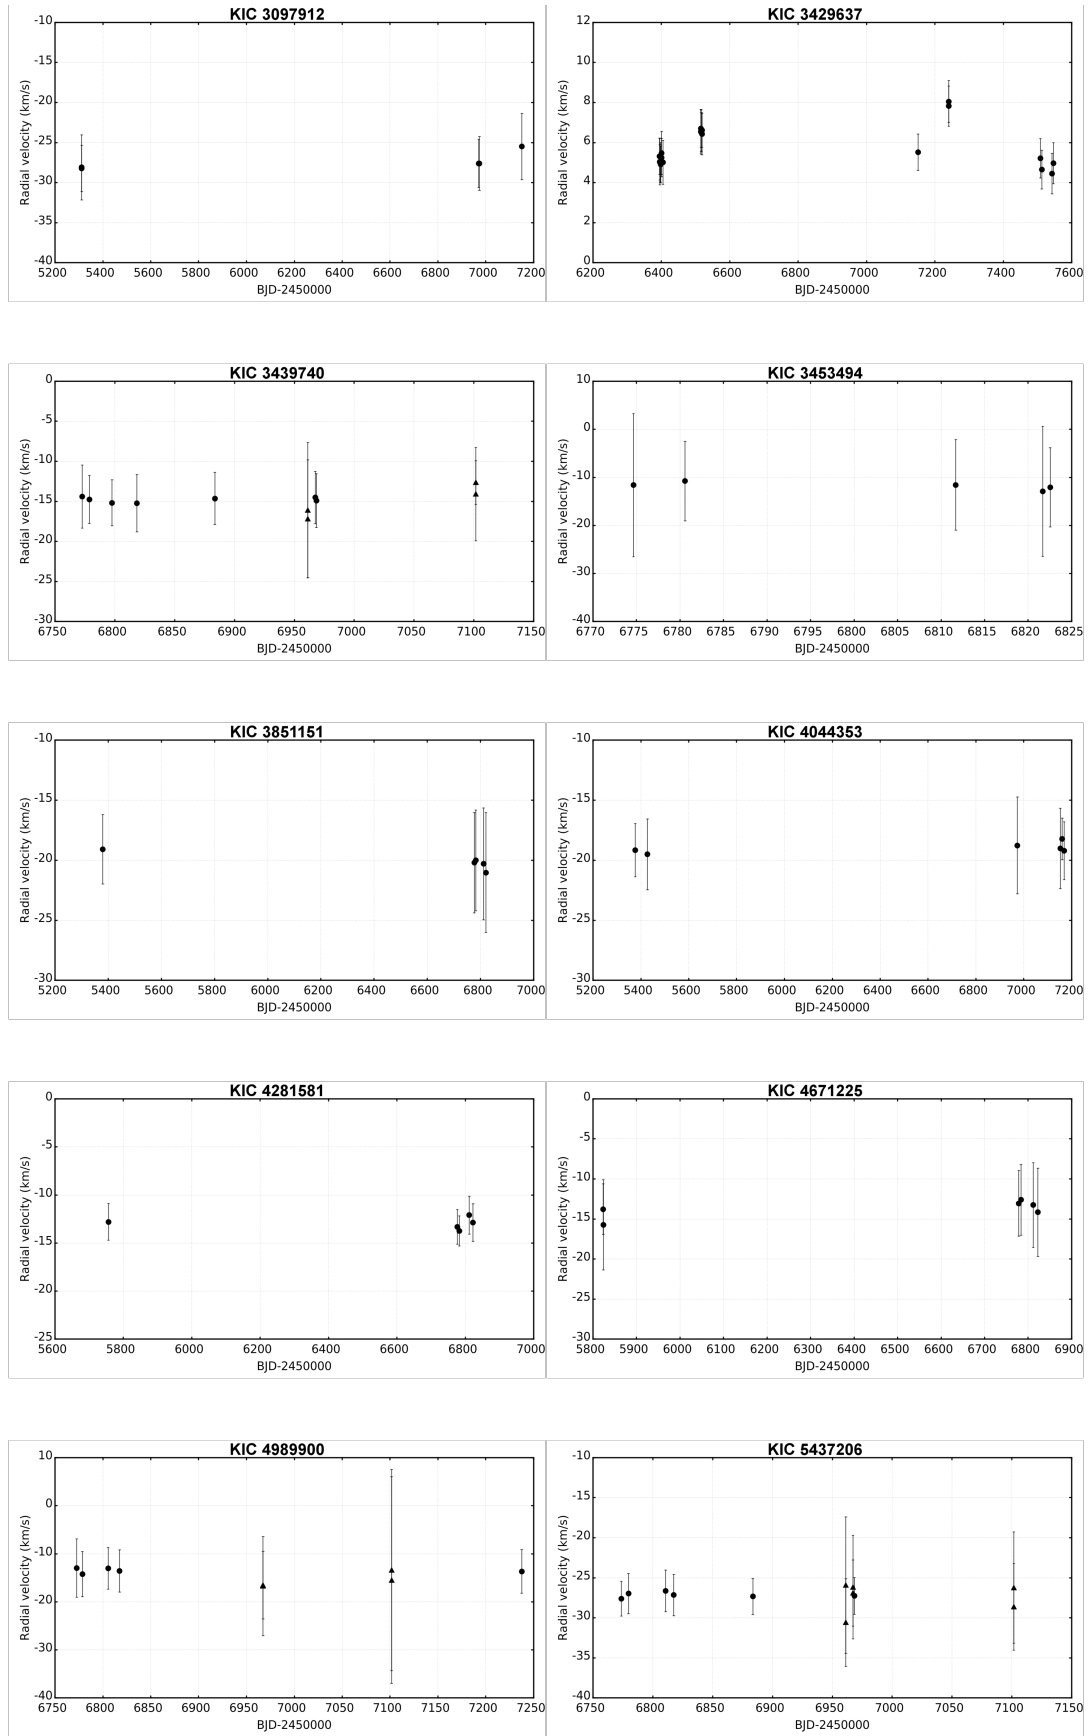 KIC 3097912
-10
-15
-20
-25
-30
-35
-40
Radial velocity (km/s)
5200 5400 5600 5800 6000 6200 6400 6600 6800 7000 7200
BJD-2450000
KIC 3429637
12
10
8
6
4
2
0
Radial velocity (km/s)
6200 6400 6600 6800 7000 7200 7400 7600
BJD-2450000
KIC 3439740
0
-5
-10
-15
-20
-25
-30
Radial velocity (km/s)
6750 6800 6850 6900 6950 7000 7050 7100 7150
BJD-2450000
KIC 3453494
10
0
-10
-20
-30
-40
Radial velocity (km/s)
6770 6775 6780 6785 6790 6795 6800 6805 6810 6815 6820 6825
BJD-2450000
KIC 3851151
-10
-15
-20
-25
-30
Radial velocity (km/s)
5200 5400 5600 5800 6000 6200 6400 6600 6800 7000
BJD-2450000
KIC 4044353
-10
-15
-20
-25
-30
Radial velocity (km/s)
5200 5400 5600 5800 6000 6200 6400 6600 6800 7000 7200
BJD-2450000
KIC 4281581
0
-5
-10
-15
-20
-25
Radial velocity (km/s)
5600 5800 6000 6200 6400 6600 6800 7000
BJD-2450000
KIC 4671225
0
-5
-10
-15
-20
-25
-30
Radial velocity (km/s)
5800 5900 6000 6100 6200 6300 6400 6500 6600 6700 6800 6900
BJD-2450000
KIC 4989900
10
0
-10
-20
-30
-40
Radial velocity (km/s)
6750 6800 6850 6900 6950 7000 7050 7100 7150 7200 7250
BJD-2450000
KIC 5437206
-10
-15
-20
-25
-30
-35
-40
Radial velocity (km/s)
6750 6800 6850 6900 6950 7000 7050 7100 7150
BJD-2450000